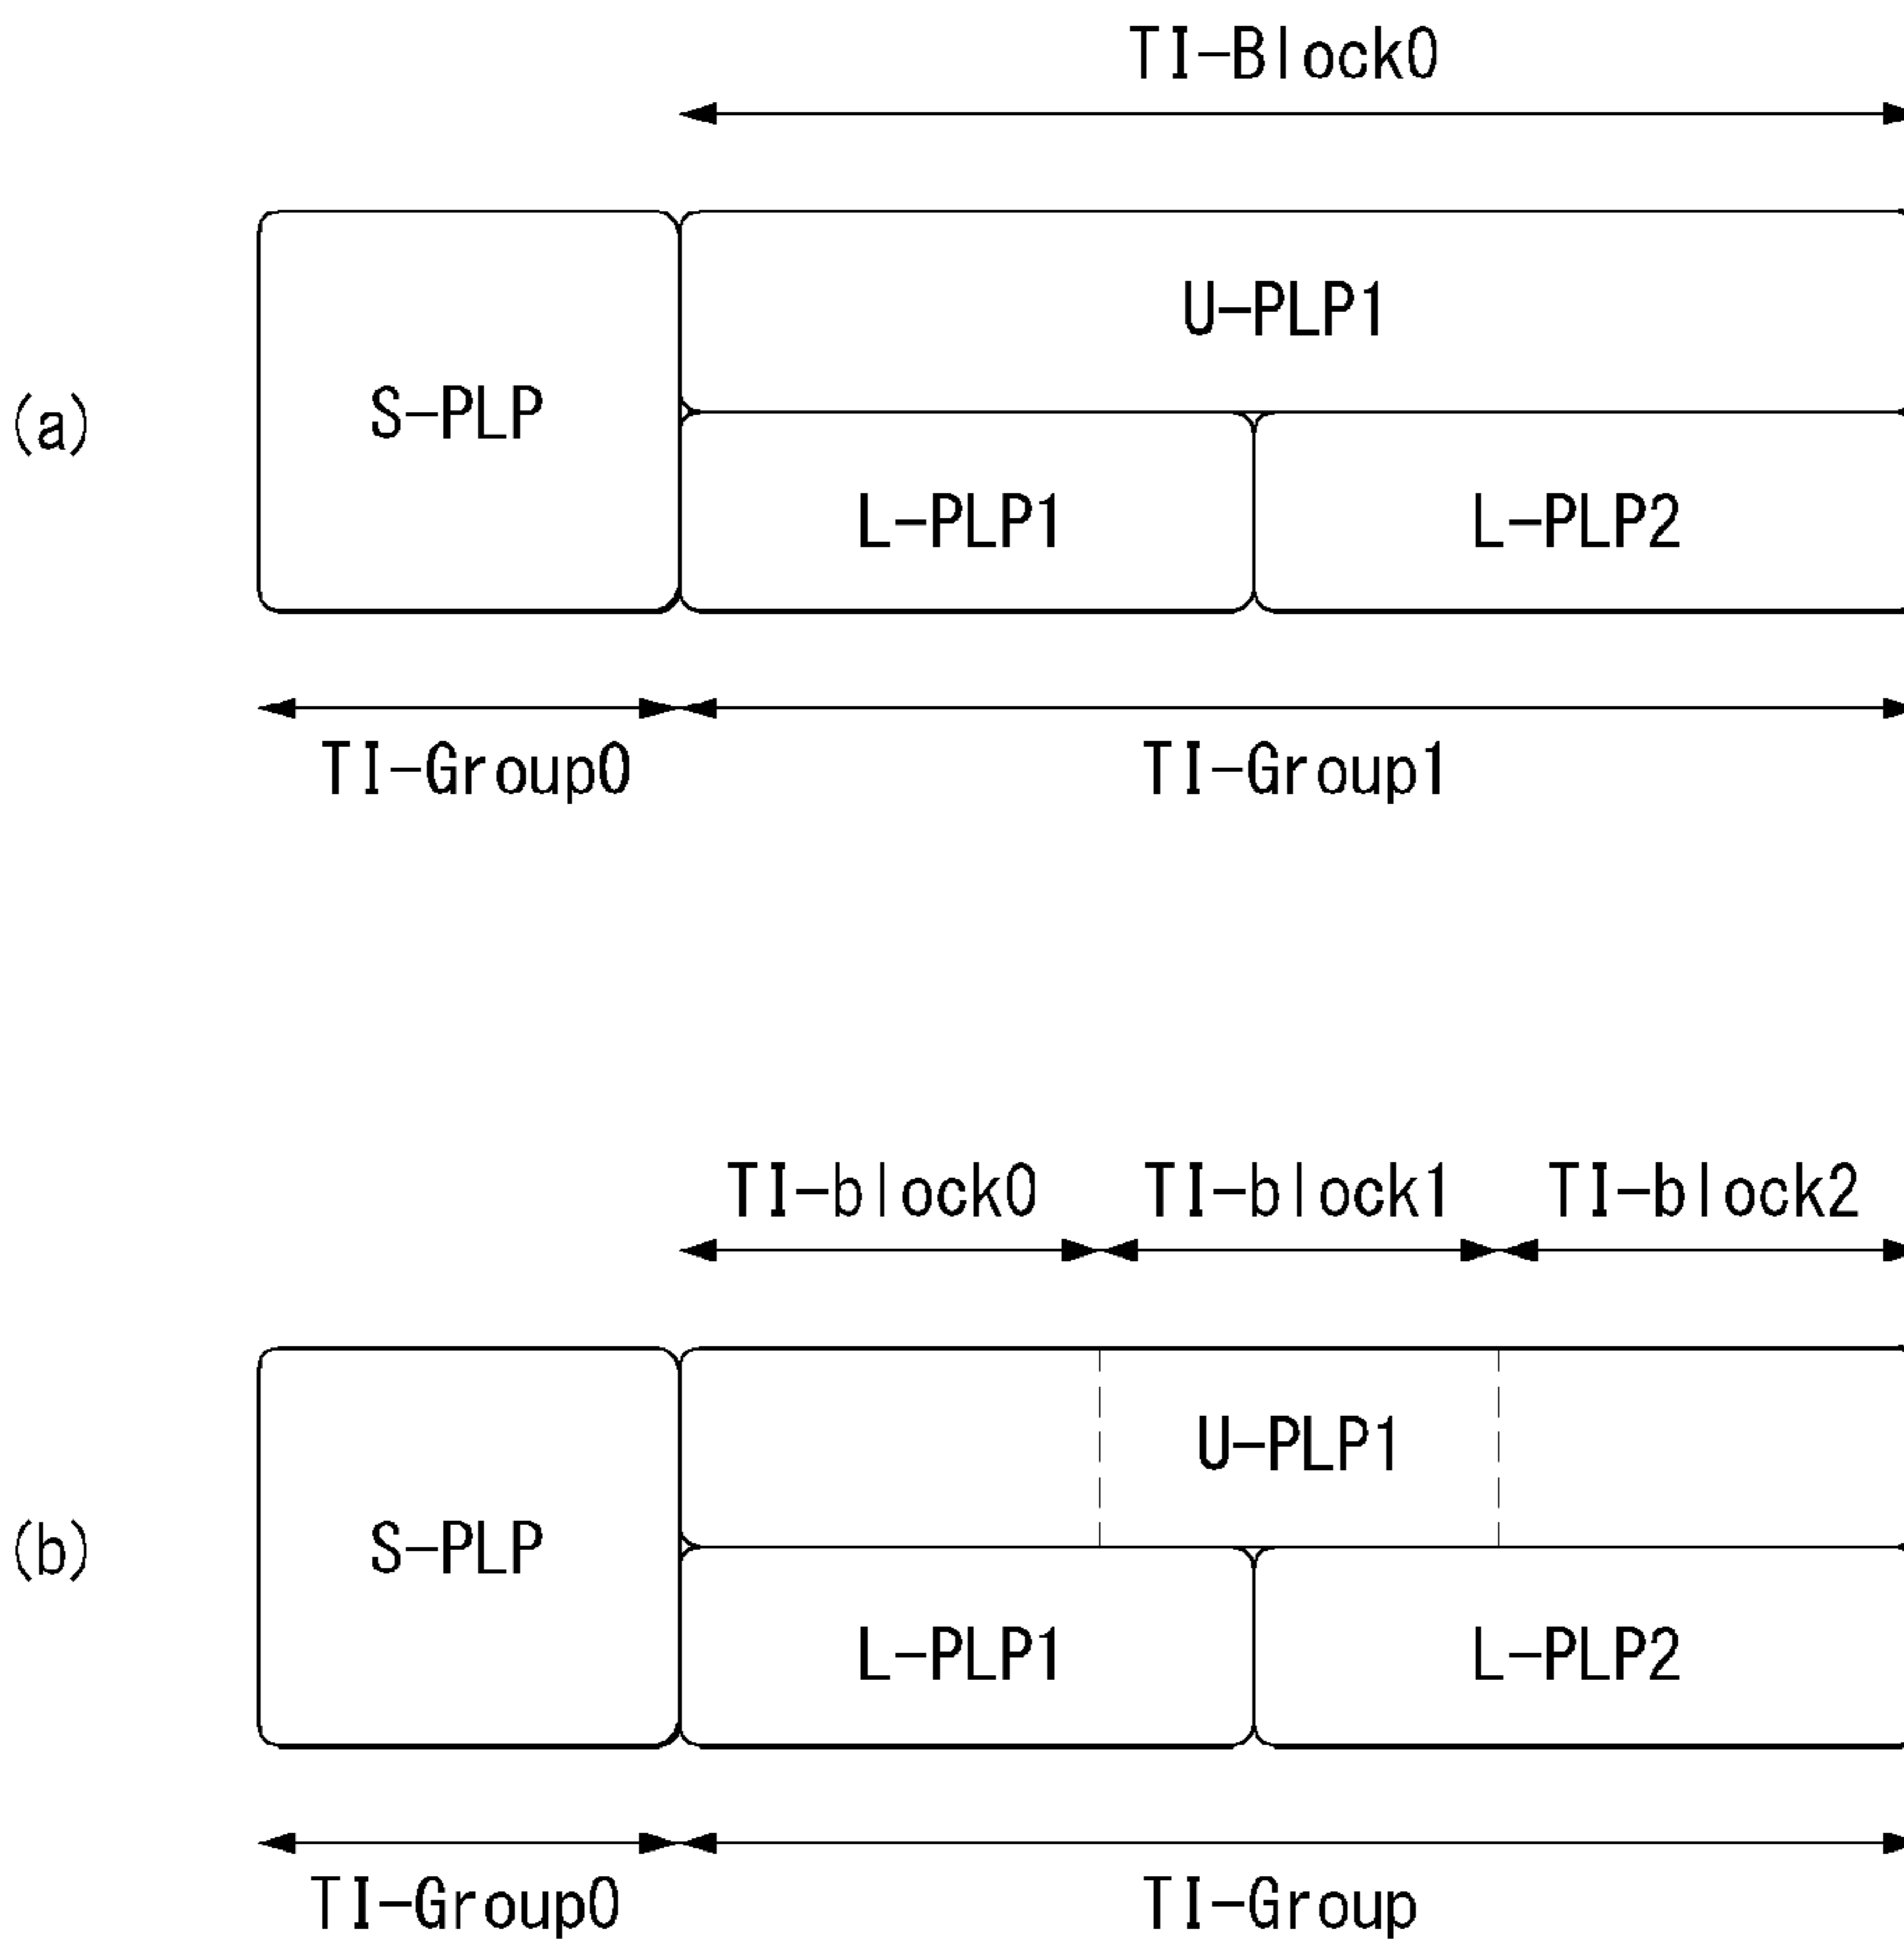 TI-Block0
U-PLP1
(a)
S-PLP
L-PLP1
L-PLP2
TI-Group0
TI-Group1
TI-block0
TI-block1
TI-block2
U-PLP1
(b)
S-PLP
L-PLP1
L-PLP2
TI-Group0
TI-Group